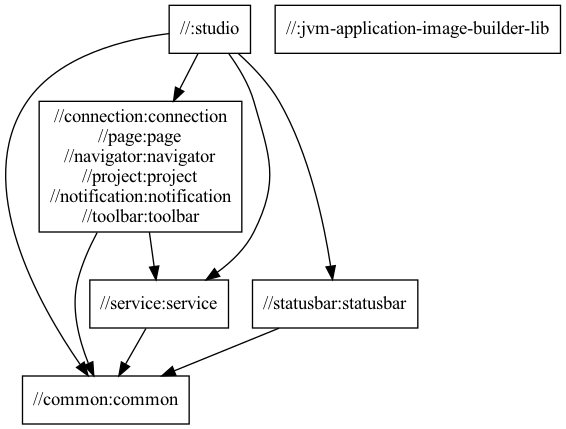 //:studio
//:jvm-application-image-builder-lib
//connection:connection
//page:page
//navigator:navigator
//project:project
//notification:notification
//toolbar:toolbar
//service:service
//statusbar:statusbar
//common:common